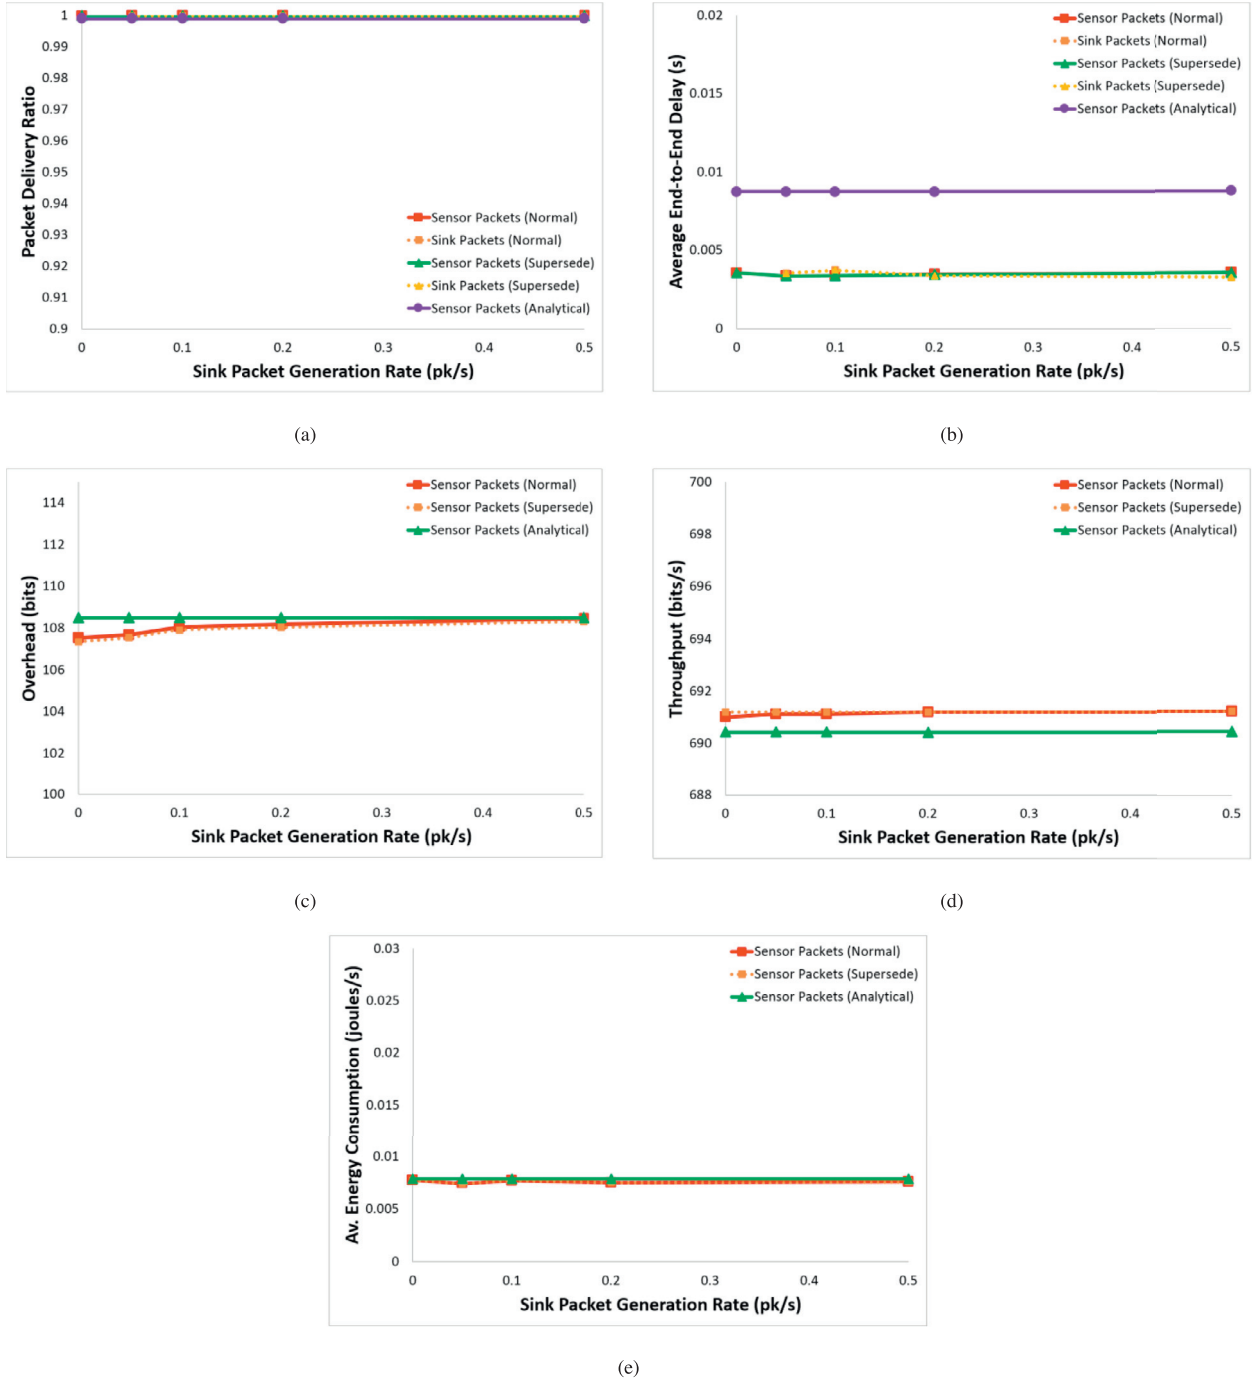 1
0.99
0.98
0.97
0.96
0.95
0.94
0.93
0.92
0.91
0.9
Packet Delivery Ratio
Sensor Packets (Normal)
Sink Packets (Normal)
Sensor Packets (Supersede)
Sink Packets (Supersede)
Sensor Packets (Analytical)
0 0.1 0.2 0.3 0.4 0.5
Sink Packet Generation Rate (pk/s)
(a)
0.02
0.015
0.01
0.005
0
Average End-to-End Delay (s)
Sensor Packets (Normal)
Sink Packets (Normal)
Sensor Packets (Supersede)
Sink Packets (Supersede)
Sensor Packets (Analytical)
0 0.1 0.2 0.3 0.4 0.5
Sink Packet Generation Rate (pk/s)
(b)
114
112
110
108
106
104
102
100
Overhead (bits)
Sensor Packets (Normal)
Sensor Packets (Supersede)
Sensor Packets (Analytical)
0 0.1 0.2 0.3 0.4 0.5
Sink Packet Generation Rate (pk/s)
(c)
700
698
696
694
692
690
688
Throughput (bits/s)
Sensor Packets (Normal)
Sensor Packets (Supersede)
Sensor Packets (Analytical)
0 0.1 0.2 0.3 0.4 0.5
Sink Packet Generation Rate (pk/s)
(d)
0.03
0.025
0.02
0.015
0.01
0.005
0
Av. Energy Consumption (joules/s)
Sensor Packets (Normal)
Sensor Packets (Supersede)
Sensor Packets (Analytical)
0 0.1 0.2 0.3 0.4 0.5
Sink Packet Generation Rate (pk/s)
(e)